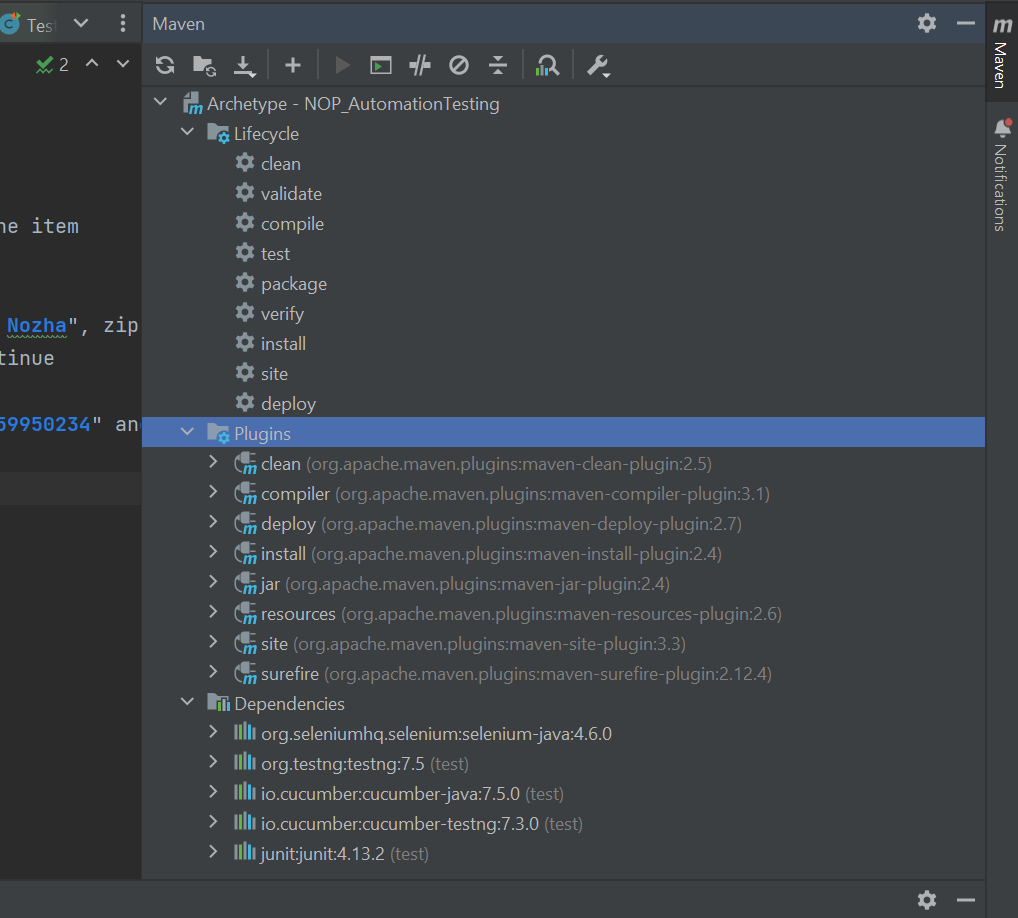 Tes
Maven
2
Archetype - NOP_AutomationTesting
Lifecycle
clean
validate
compile
test
package
verify
install
site
deploy
Plugins
clean (org.apache.maven.plugins:maven-clean-plugin:2.5)
compiler (org.apache.maven.plugins:maven-compiler-plugin:3.1)
deploy (org.apache.maven.plugins:maven-deploy-plugin:2.7)
install (org.apache.maven.plugins:maven-install-plugin:2.4)
jar (org.apache.maven.plugins:maven-jar-plugin:2.4)
resources (org.apache.maven.plugins:maven-resources-plugin:2.6)
site (org.apache.maven.plugins:maven-site-plugin:3.3)
surefire (org.apache.maven.plugins:maven-surefire-plugin:2.12.4)
Dependencies
org.seleniumhq.selenium:selenium-java:4.6.0
org.testng:testng:7.5 (test)
io.cucumber:cucumber-java:7.5.0 (test)
io.cucumber:cucumber-testng:7.3.0 (test)
junit:junit:4.13.2 (test)
he item
Nozha", zip
tinue
59950234" an
m Maven
Notifications